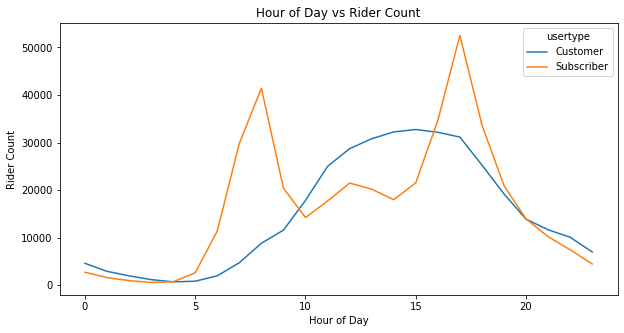 Hour of Day vs Rider Count
usertype
Customer
Subscriber
50000
40000
30000
20000
10000
0
Rider Count
0 5 10 15 20
Hour of Day